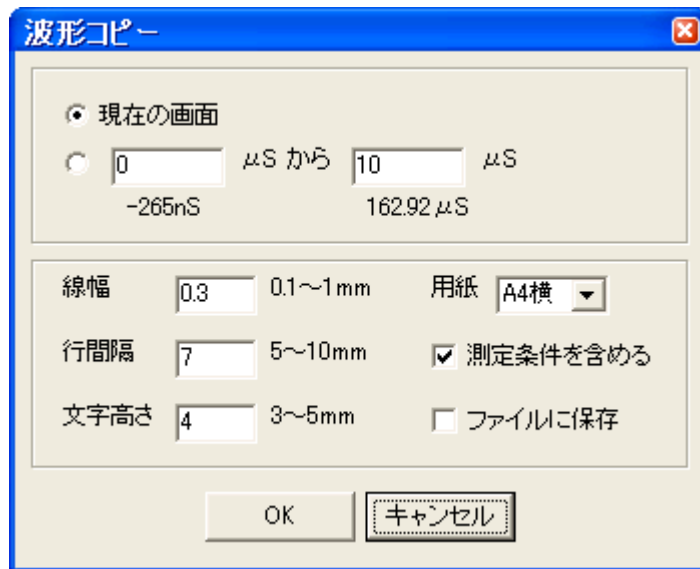 波形コピー
現在の画面
0 μS から 10 μS
-265nS 162.92μS
線幅 0.3 0.1～1mm 用紙 A4横
行間隔 7 5～10mm 測定条件を含める
文字高さ 4 3～5mm ファイルに保存
OK キャンセル